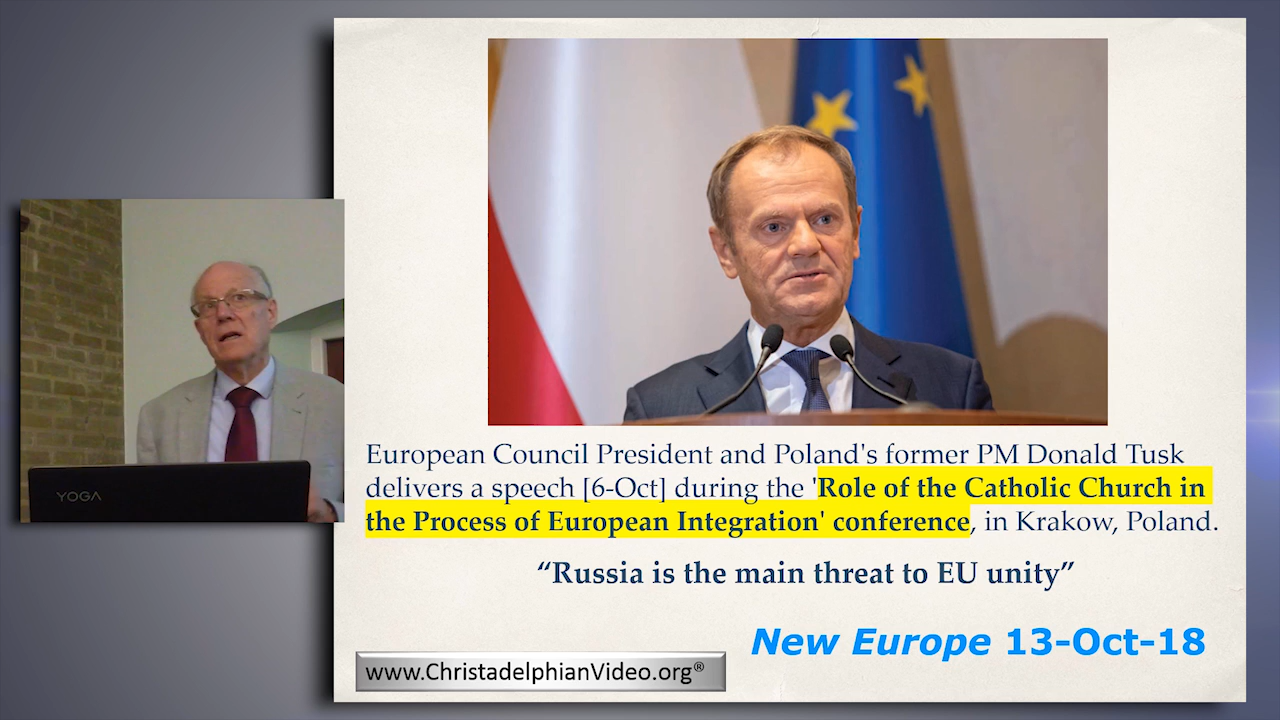 YOGA
European Council President and Poland's former PM Donald Tusk
delivers a speech [6-Oct] during the 'Role of the Catholic Church in
the Process of European Integration' conference, in Krakow, Poland.
“Russia is the main threat to EU unity”
New Europe 13-Oct-18
www.ChristadelphianVideo.org®